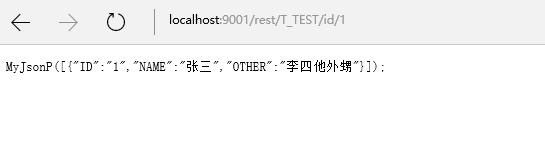 localhost:9001/rest/T_TEST/id/1
MyJsonP([{"ID":"1","NAME":"张三","OTHER":"李四他外甥"}]);